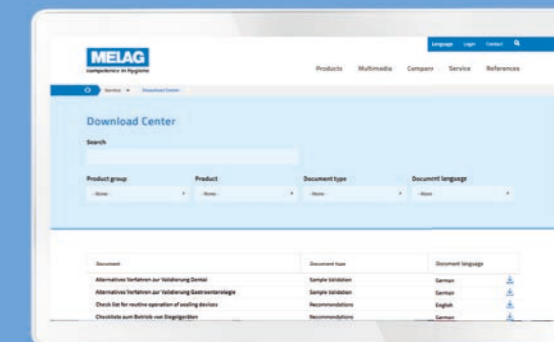 Language Login Contact
MELAG
competence in hygiene
Products Multimedia Company Service References
Service Download Center
Download Center
Search
Product group Product Document type Document language
- None - - None - - None - - None -
Document Document type Document language
Alternatives Verfahren zur Validierung Dental Sample Validation German
Alternatives Verfahren zur Validierung Gastroenterologie Sample Validation German
Check list for routine operation of sealing devices Recommendations English
Checkliste zum Betrieb von Siegelgeräten Recommendations German